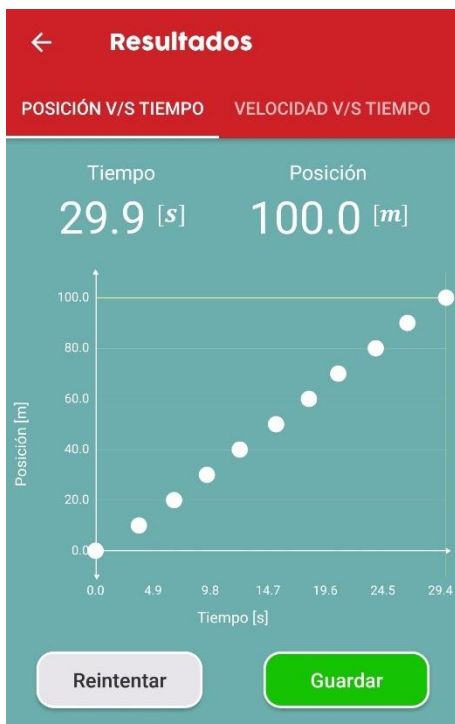 Resultados
POSICIÓN V/S TIEMPO VELOCIDAD V/S TIEMPO
Tiempo Posición
29.9 [s] 100.0 [m]
100.0
80.0
60.0
40.0
20.0
0.0
Posición [m]
0.0 4.9 9.8 14.7 19.6 24.5 29.4
Tiempo [s]
Reintentar Guardar